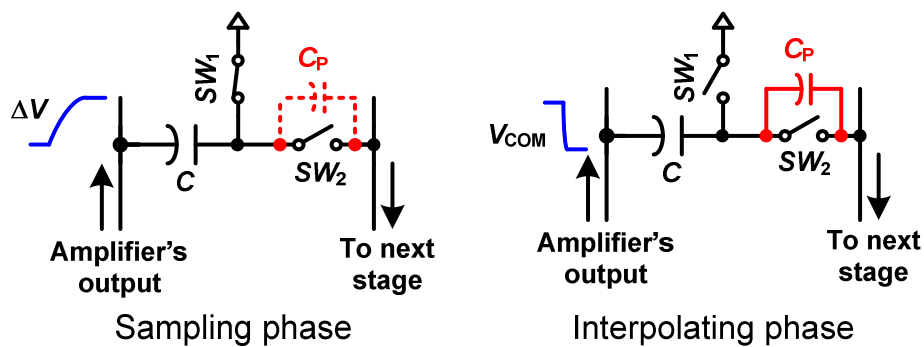 ΔV
SW1
CP
C
SW2
Amplifier's
output
To next
stage
Sampling phase
VCOM
SW1
CP
C
SW2
Amplifier's
output
To next
stage
Interpolating phase